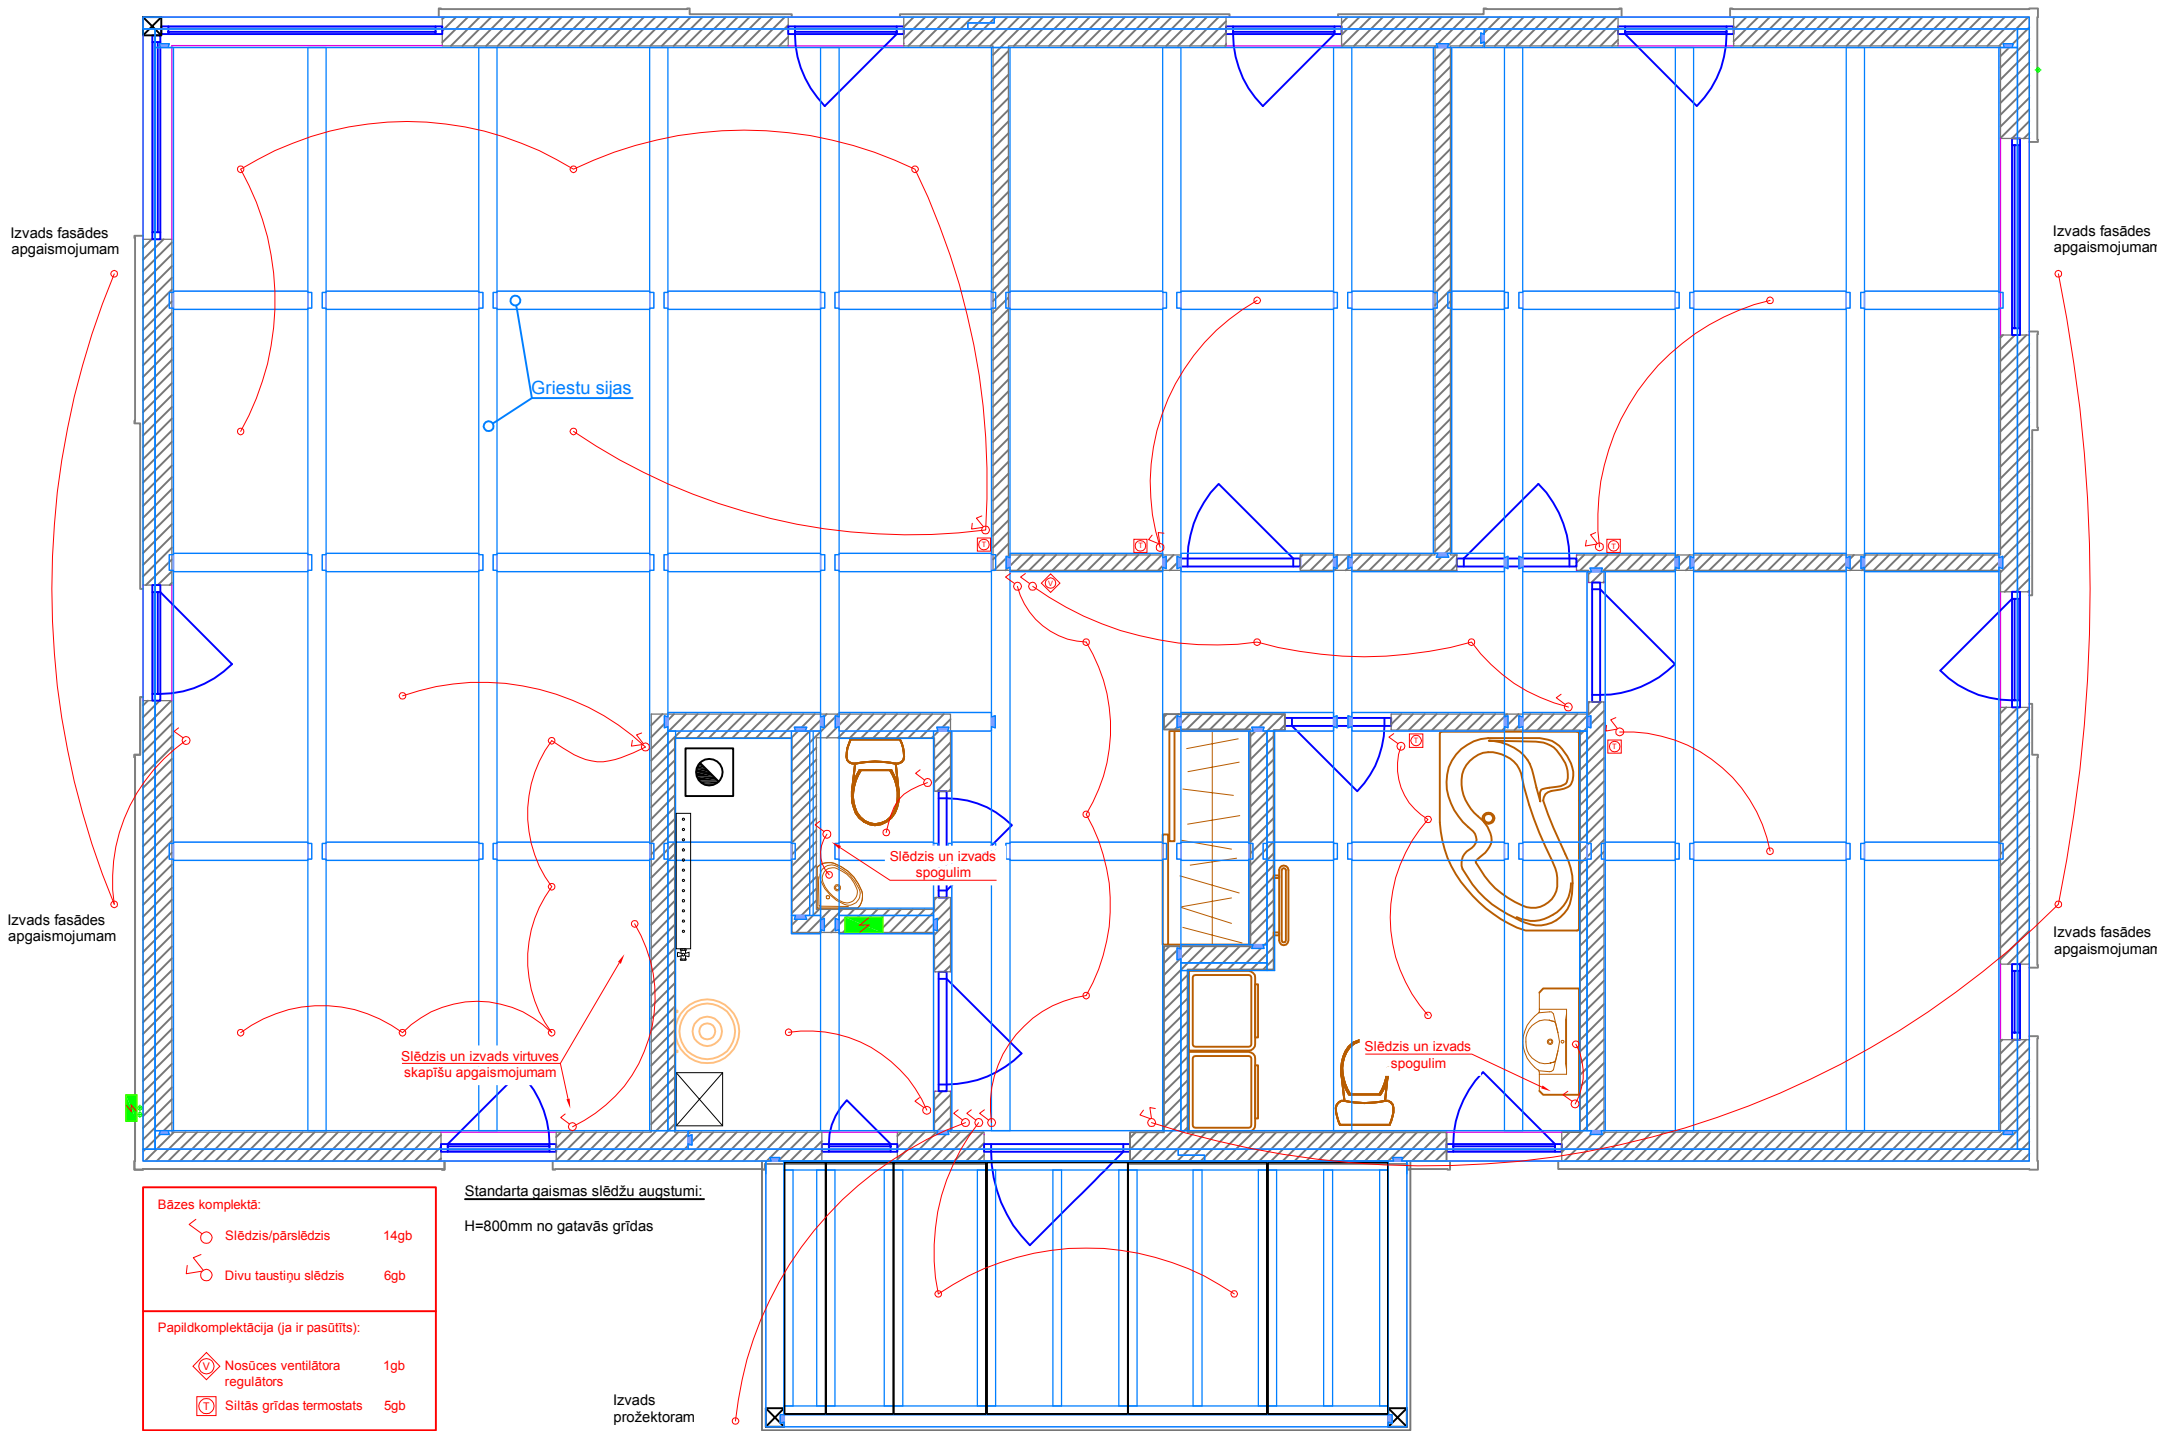 Izvads fasādes
apgaismojumam
Izvads fasādes
apgaismojumam
Griestu sijas
T
T
T
V
T
T
Slēdzis un izvads
spogulim
Izvads fasādes
apgaismojumam
Izvads fasādes
apgaismojumam
Slēdzis un izvads virtuves
skapīšu apgaismojumam
Slēdzis un izvads
spogulim
Bāzes komplektā:
Slēdzis/pārslēdzis 14gb
Divu taustiņu slēdzis 6gb
Papildkomplektācija (ja ir pasūtīts):
V Nosūces ventilātora 1gb
regulātors
T Siltās grīdas termostats 5gb
Standarta gaismas slēdžu augstumi:
H=800mm no gatavās grīdas
Izvads
prožektoram